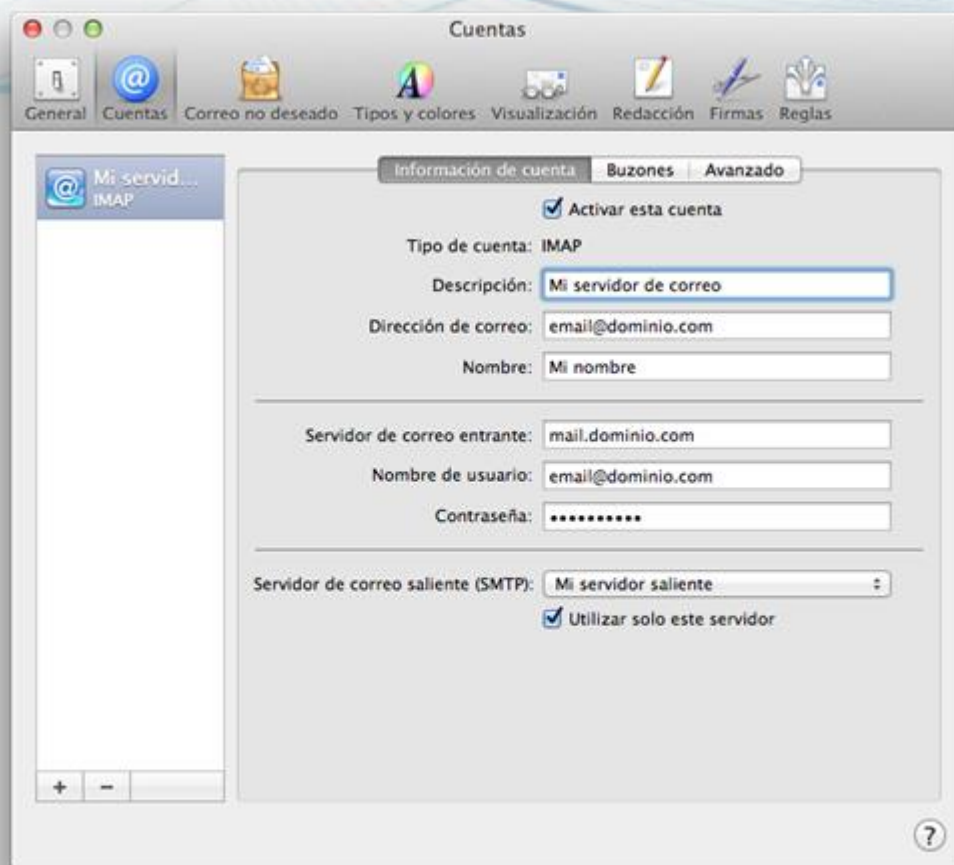 Cuentas
General Cuentas Correo no deseado Tipos y colores Visualización Redacción Firmas Reglas
Mi servid...
IMAP
Información de cuenta Buzones Avanzado
Activar esta cuenta
Tipo de cuenta: IMAP
Descripción: Mi servidor de correo
Dirección de correo: email@dominio.com
Nombre: Mi nombre
Servidor de correo entrante: mail.dominio.com
Nombre de usuario: email@dominio.com
Contraseña: ••••••••••
Servidor de correo saliente (SMTP): Mi servidor saliente
Utilizar solo este servidor
+ −
?